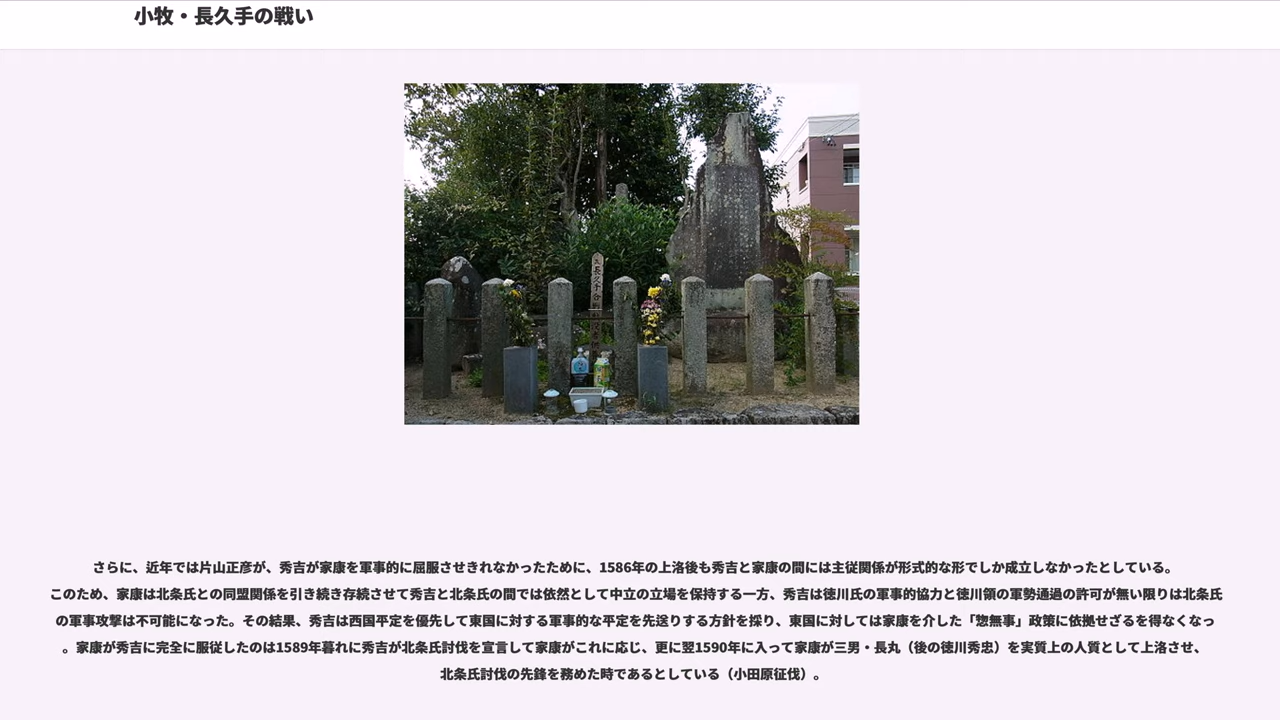 小牧・長久手の戦い
さらに、近年では片山正彦が、秀吉が家康を軍事的に屈服させきれなかったために、1586年の上洛後も秀吉と家康の間には主従関係が形式的な形でしか成立しなかったとしている。
このため、家康は北条氏との同盟関係を引き続き存続させて秀吉と北条氏の間では依然として中立の立場を保持する一方、秀吉は徳川氏の軍事的協力と徳川領の軍勢通過の許可が無い限りは北条氏
の軍事攻撃は不可能になった。その結果、秀吉は西国平定を優先して東国に対する軍事的な平定を先送りする方針を採り、東国に対しては家康を介した「惣無事」政策に依拠せざるを得なくなっ
。家康が秀吉に完全に服従したのは1589年暮れに秀吉が北条氏討伐を宣言して家康がこれに応じ、更に翌1590年に入って家康が三男・長丸（後の徳川秀忠）を実質上の人質として上洛させ、
北条氏討伐の先鋒を務めた時であるとしている（小田原征伐）。